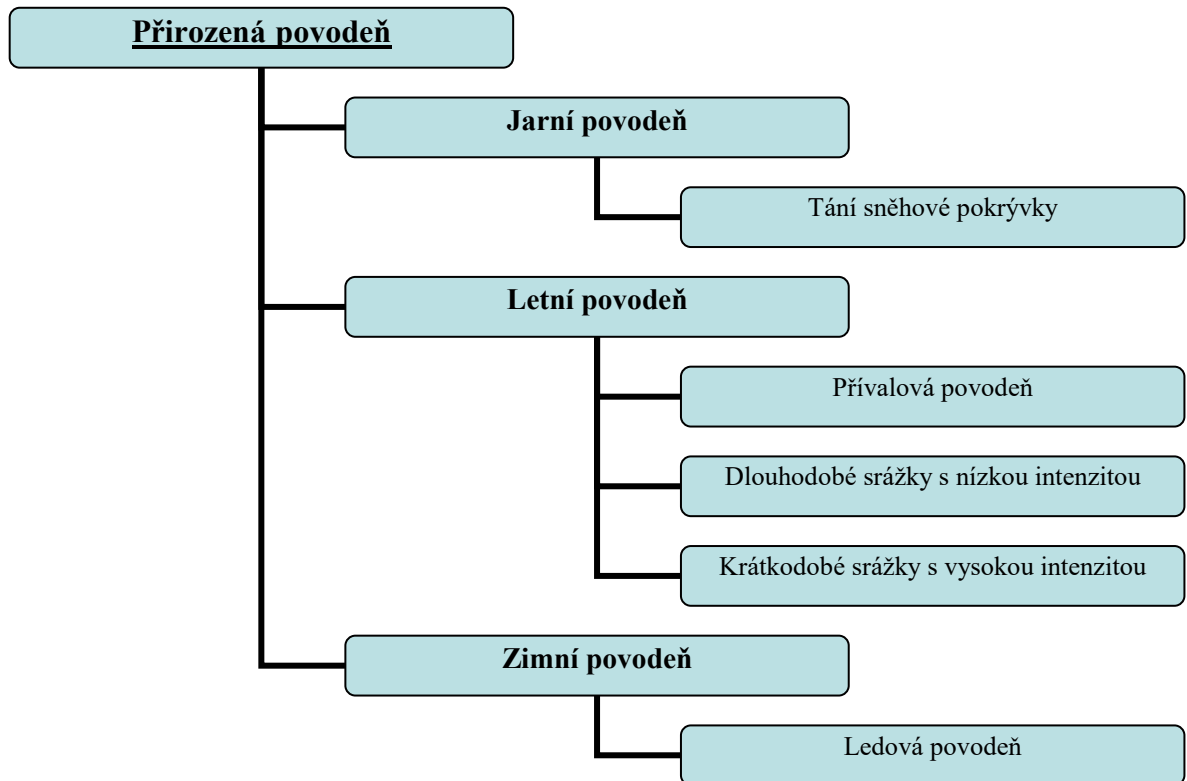 Přirozená povodeň
Jarní povodeň
Tání sněhové pokrývky
Letní povodeň
Přívalová povodeň
Dlouhodobé srážky s nízkou intenzitou
Krátkodobé srážky s vysokou intenzitou
Zimní povodeň
Ledová povodeň